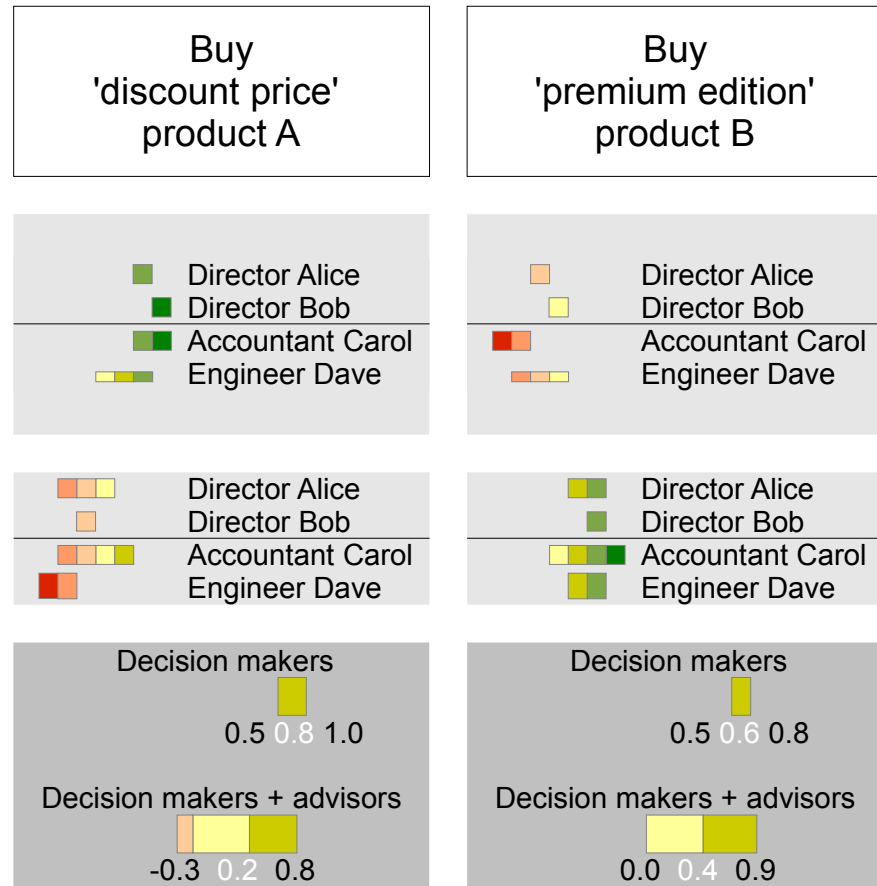 Buy
'discount price'
product A
Buy
'premium edition'
product B
Director Alice
Director Bob
Accountant Carol
Engineer Dave
Director Alice
Director Bob
Accountant Carol
Engineer Dave
Director Alice
Director Bob
Accountant Carol
Engineer Dave
Director Alice
Director Bob
Accountant Carol
Engineer Dave
Decision makers
0.5 0.8 1.0
Decision makers + advisors
-0.3 0.2 0.8
Decision makers
0.5 0.6 0.8
Decision makers + advisors
0.0 0.4 0.9